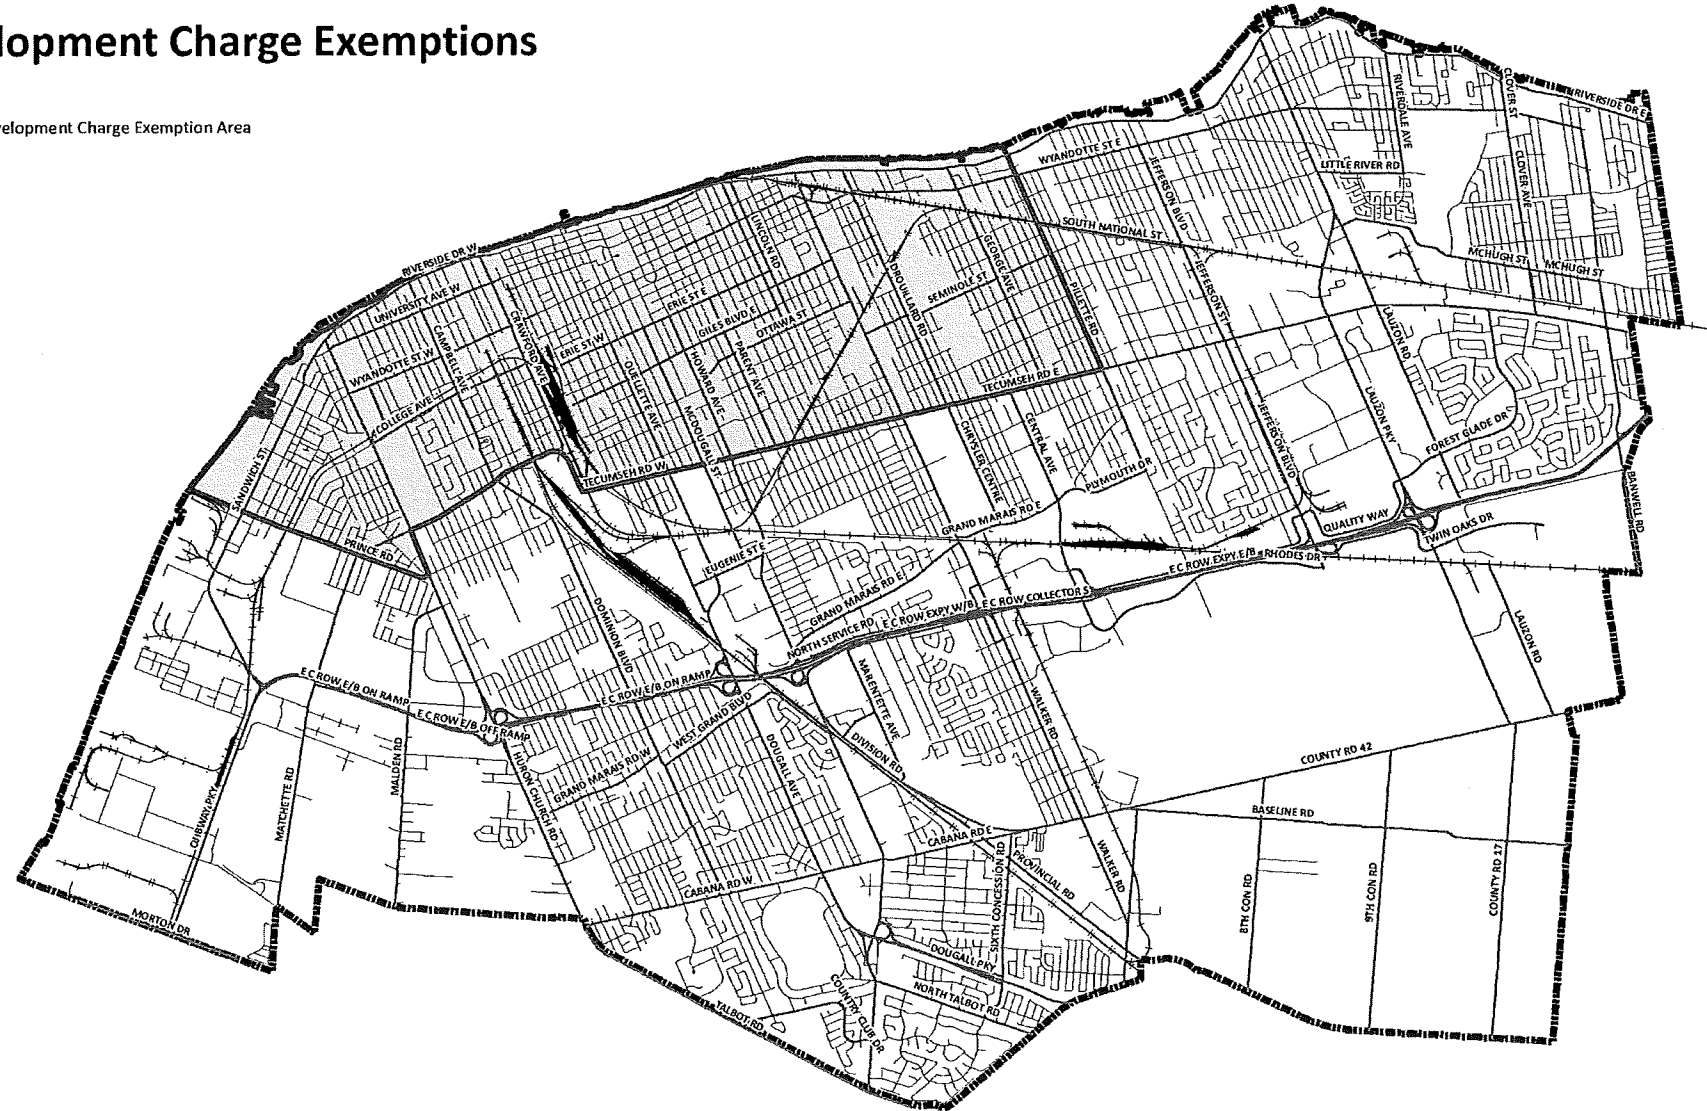 lopment Charge Exemptions
velopment Charge Exemption Area
RIVERSIDE DR E
CLOVER ST
RIVERDALE AVE
WYANDOTTE ST E
LITTLE RIVER RD
JEFFERSON BLVD
CLOVER AVE
LINCOLN RD
SOUTH NATIONAL ST
RIVERSIDE DR W
GEORGE AVE
DROUILLARD RD
MCHUGH ST
MCHUGH ST
UNIVERSITY AVE W
SEMINOLE ST
JEFFERSON ST
PILLETTE RD
ERIE ST E
CRAWFORD AVE
GILES BLVD E
OTTAWA ST
LAUZON RD
CAMPBELL AVE
ERIE ST W
WYANDOTTE ST W
PARENT AVE
HOWARD AVE
OUELLETTE AVE
TECUMSEH RD E
COLLEGE AVE
LAUZON PKY
MCDOUGALL ST
CHRYSLER CENTRE
CENTRAL AVE
JEFFERSON BLVD
FOREST GLADE DR
SANDWICH ST
TECUMSEH RD W
PLYMOUTH DR
BANWELL RD
GRAND MARAIS RD E
QUALITY WAY
TWIN OAKS DR
PRINCE RD
EUGENIE ST E
E C ROW EXPY E/B
RHODES DR
GRAND MARAIS RD E
E C ROW EXPY W/B
E C ROW COLLECTOR S
NORTH SERVICE RD
DOMINION BLVD
LAUZON RD
E C ROW E/B ON RAMP
E C ROW E/B ON RAMP
MARENTETTE AVE
WALKER RD
E C ROW E/B OFF RAMP
WEST GRAND BLVD
DIVISION RD
DOUGALL AVE
COUNTY RD 42
MALDEN RD
HURON CHURCH RD
GRAND MARAIS RD W
MATCHETTE RD
OJIBWAY PKY
BASELINE RD
CABANA RD E
PROVINCIAL RD
WALKER RD
CABANA RD W
SIXTH CONCESSION RD
8TH CON RD
9TH CON RD
COUNTY RD 17
MORTON DR
DOUGALL PKY
NORTH TALBOT RD
COUNTRY CLUB DR
TALBOT RD